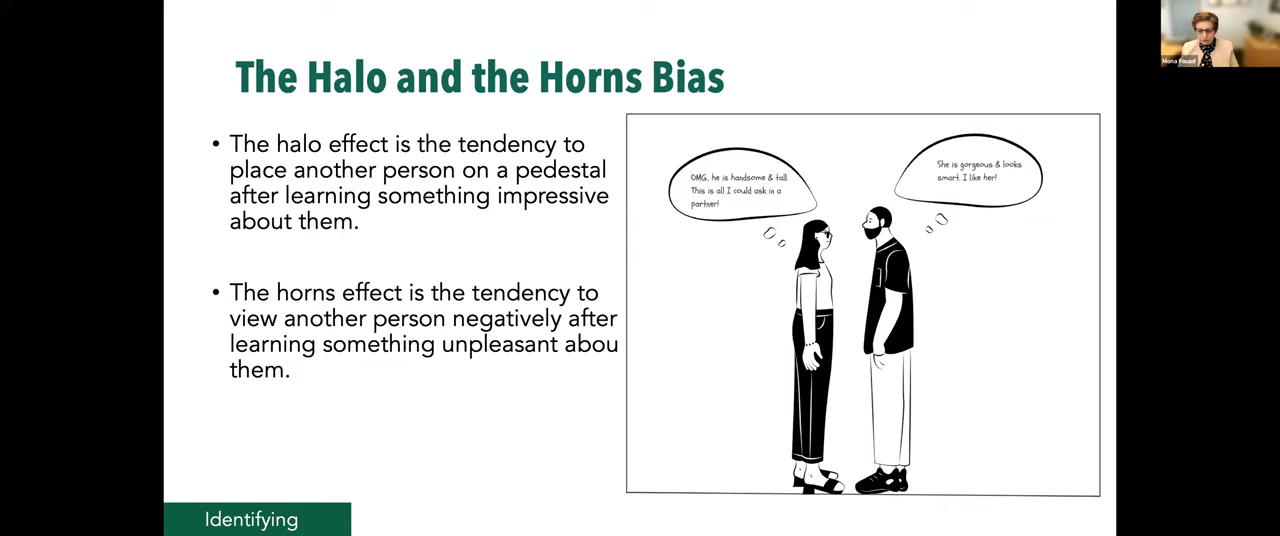 The Halo and the Horns Bias
• The halo effect is the tendency to
place another person on a pedestal
after learning something impressive
about them.
• The horns effect is the tendency to
view another person negatively after
learning something unpleasant abou
them.
OMG, he is handsome & tall.
This is all I could ask in a
partner!
She is gorgeous & looks
smart, I like her!
Identifying
Mona Fouad